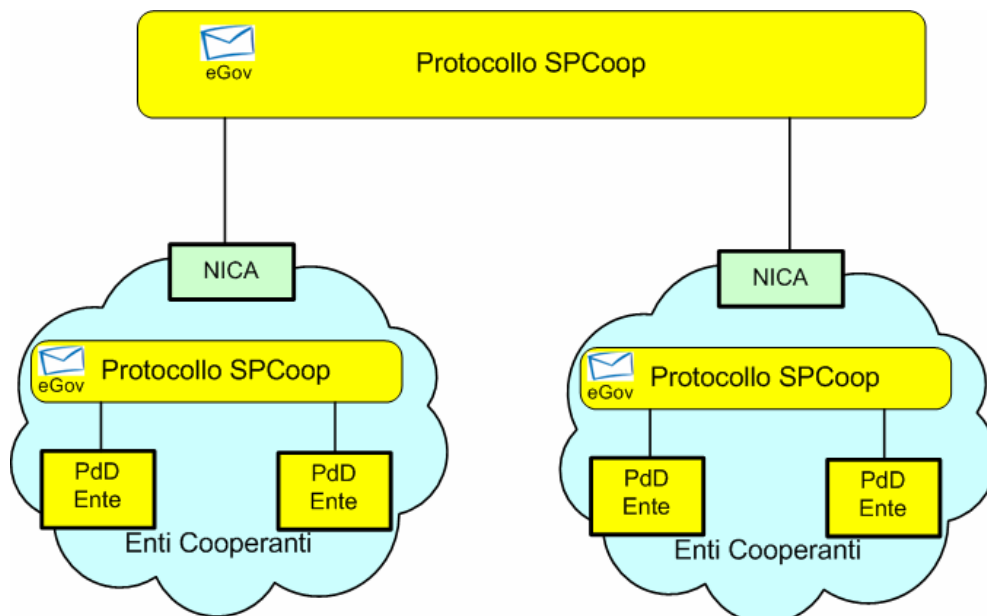 eGov
Protocollo SPCoop
NICA
NICA
eGov
Protocollo SPCoop
eGov
Protocollo SPCoop
PdD
Ente
PdD
Ente
PdD
Ente
PdD
Ente
Enti Cooperanti
Enti Cooperanti